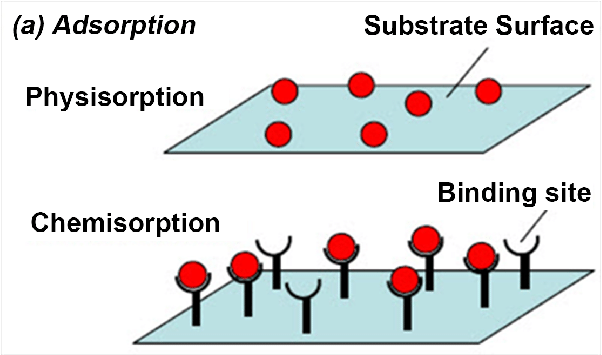 (a) Adsorption
Substrate Surface
Physisorption
Binding site
Chemisorption